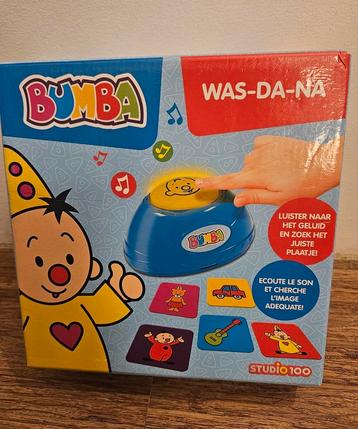 BUMBA
WAS-DA-NA
BUMBA
LUISTER NAAR
HET GELUID
EN ZOEK HET
JUISTE
PLAATJE!
ECOUTE LE SON
ET CHERCHE
L'IMAGE
ADEQUATE!
STUDIO 100